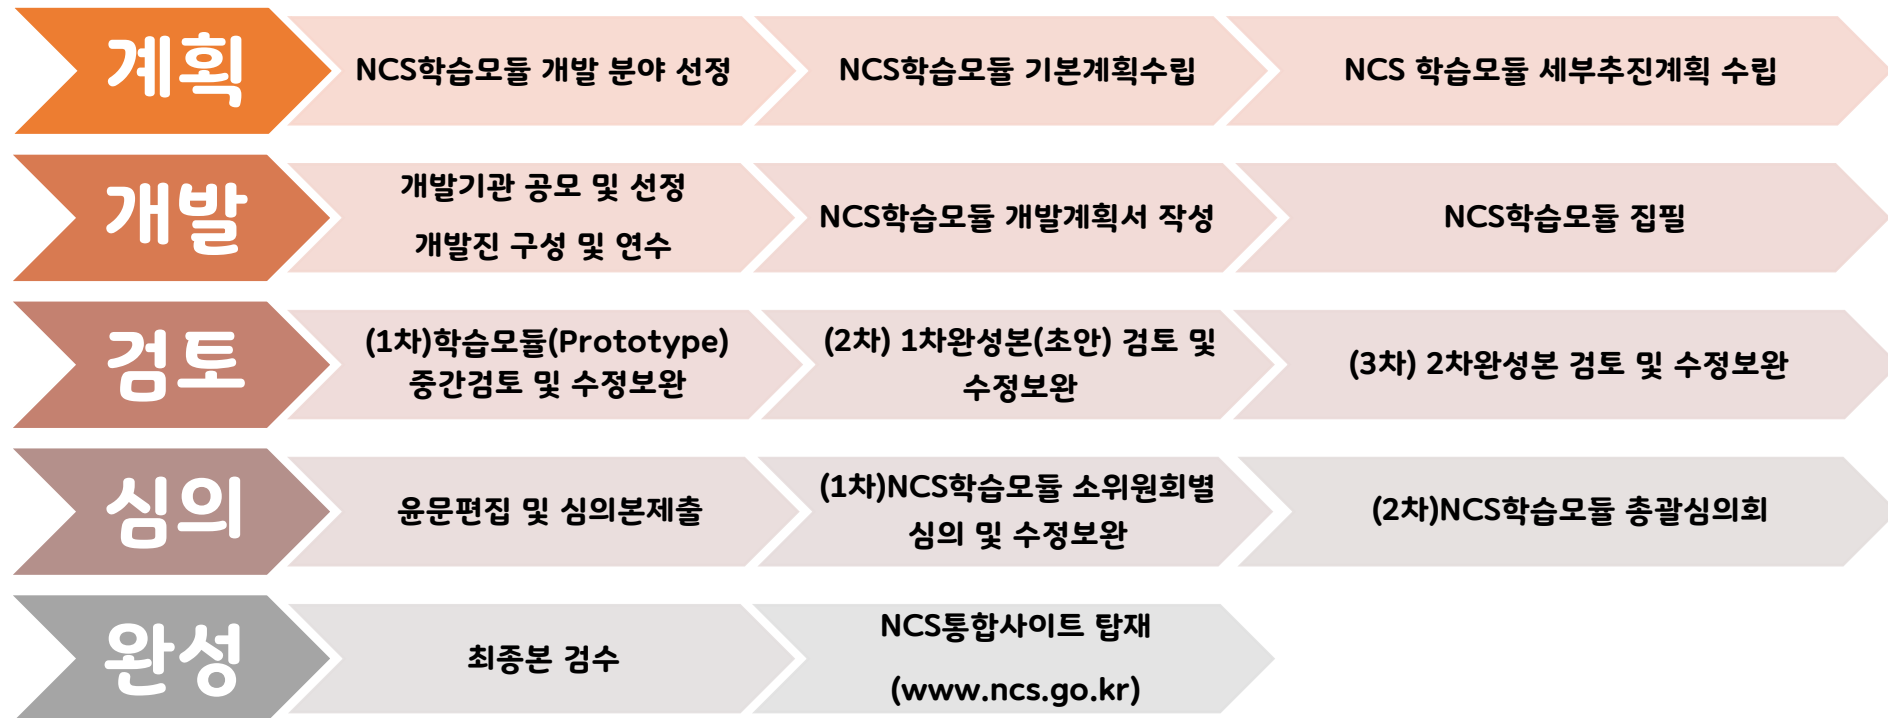 계획
NCS학습모듈 개발 분야 선정
NCS학습모듈 기본계획수립
NCS 학습모듈 세부추진계획 수립
개발
개발기관 공모 및 선정
개발진 구성 및 연수
NCS학습모듈 개발계획서 작성
NCS학습모듈 집필
검토
(1차)학습모듈(Prototype)
중간검토 및 수정보완
(2차) 1차완성본(초안) 검토 및
수정보완
(3차) 2차완성본 검토 및 수정보완
심의
윤문편집 및 심의본제출
(1차)NCS학습모듈 소위원회별
심의 및 수정보완
(2차)NCS학습모듈 총괄심의회
완성
최종본 검수
NCS통합사이트 탑재
(www.ncs.go.kr)